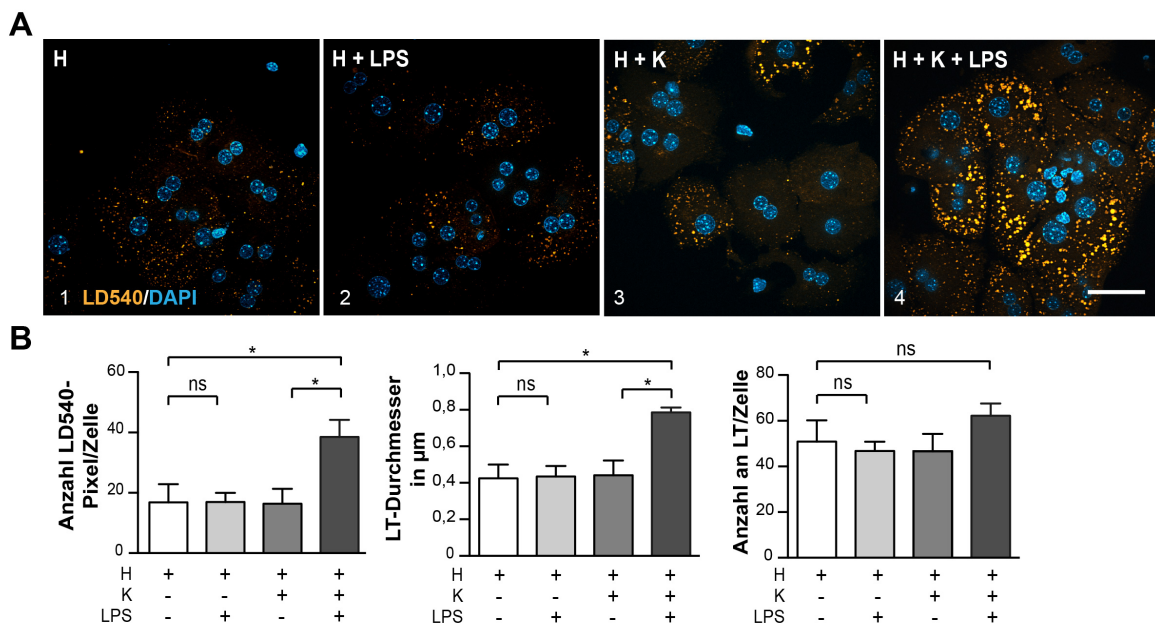 A
H
H + LPS
H + K
H + K + LPS
1 LD540/DAPI
2
3
4
B
Anzahl LD540-
Pixel/Zelle
60
40
20
0
*
ns
*
H + + + +
K - - + +
LPS - + - +
LT-Durchmesser
in µm
1,0
0,8
0,6
0,4
0,2
0
*
ns
*
H + + + +
K - - + +
LPS - + - +
Anzahl an LT/Zelle
80
60
40
20
0
ns
ns
H + + + +
K - - + +
LPS - + - +